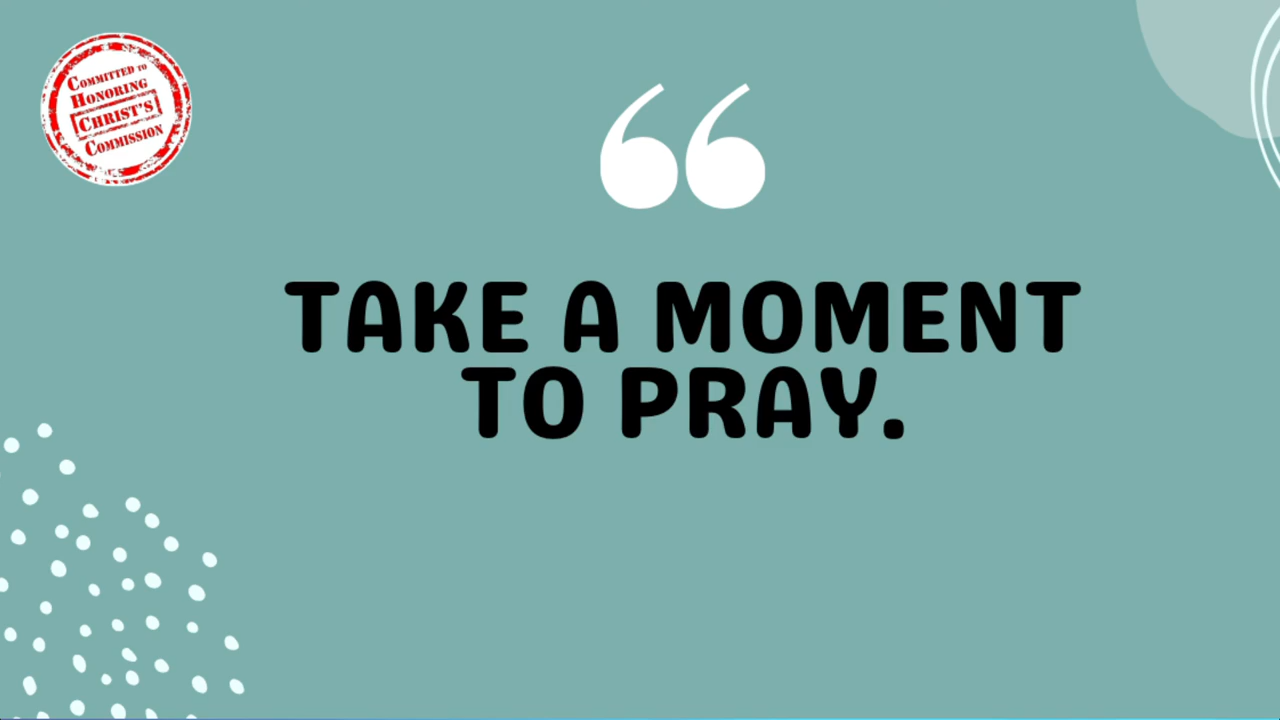 Committed to
Honoring
Christ's
Commission
“
TAKE A MOMENT
TO PRAY.